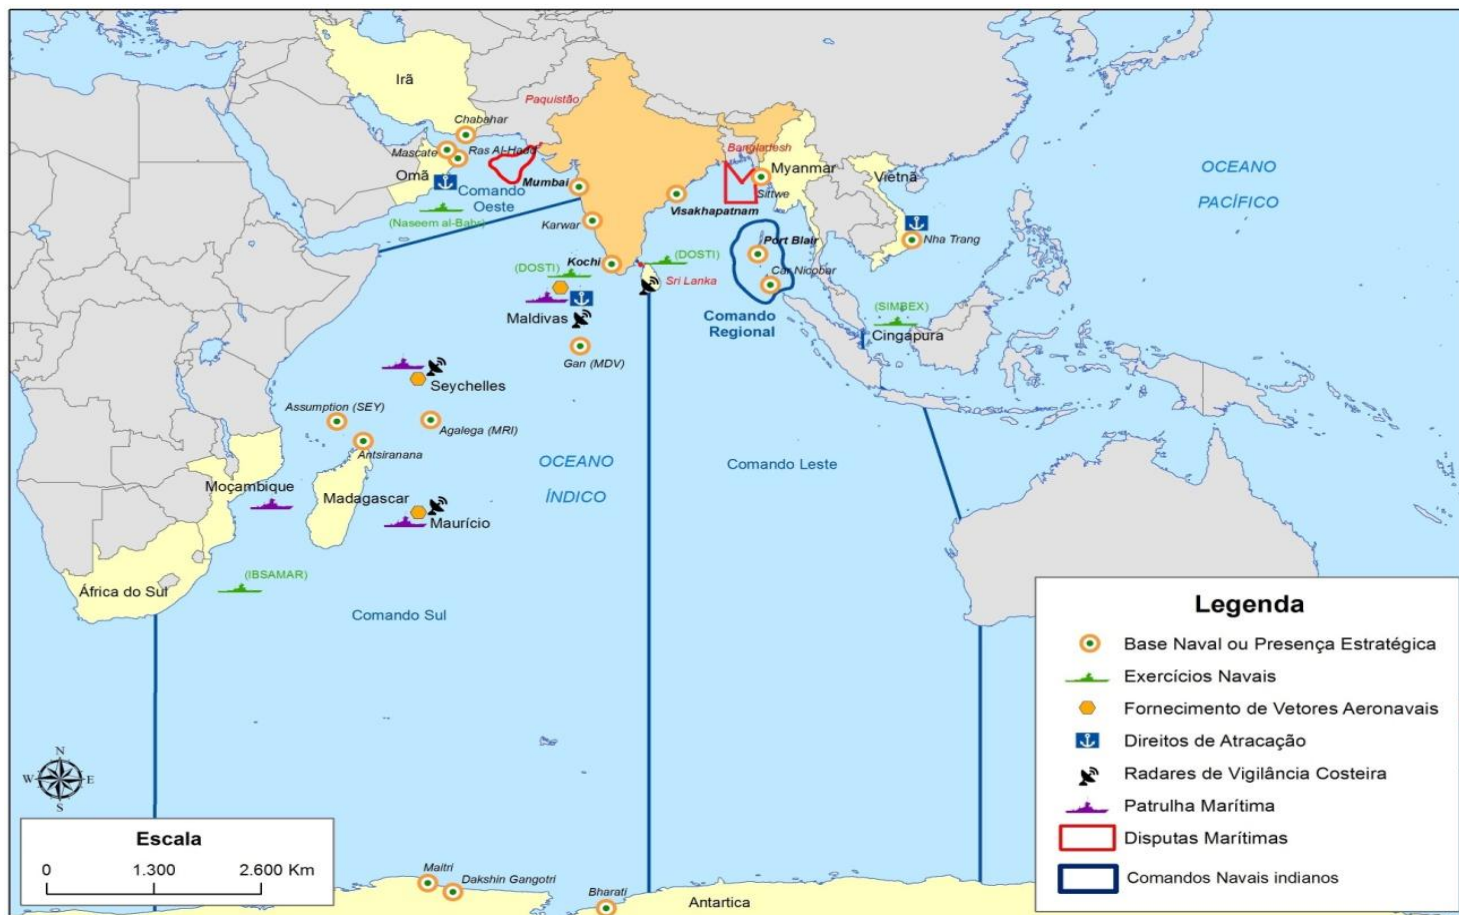 Irã
Paquistão
Chabahar
Mascate
Ras Al-Hadd
Omã
Comando
Oeste
(Naseem al-Bahr)
Mumbai
Karwar
Kochi
(DOSTI)
(DOSTI)
Visakhapatnam
Bangladesh
Myanmar
Sittwe
Vietnã
Nha Trang
Port Blair
Car Nicobar
Sri Lanka
Comando
Regional
(SIMBEX)
Cingapura
OCEANO
PACÍFICO
Maldivas
Gan (MDV)
Seychelles
Assumption (SEY)
Agalega (MRI)
Antsiranana
OCEANO
ÍNDICO
Comando Leste
Moçambique
Madagascar
Maurício
(IBSAMAR)
África do Sul
Comando Sul
Legenda
Base Naval ou Presença Estratégica
Exercícios Navais
Fornecimento de Vetores Aeronavais
Direitos de Atracação
Radares de Vigilância Costeira
Patrulha Marítima
Disputas Marítimas
Comandos Navais indianos
N
W
E
S
Escala
0 1.300 2.600 Km
Maitri
Dakshin Gangotri
Bharati
Antartica